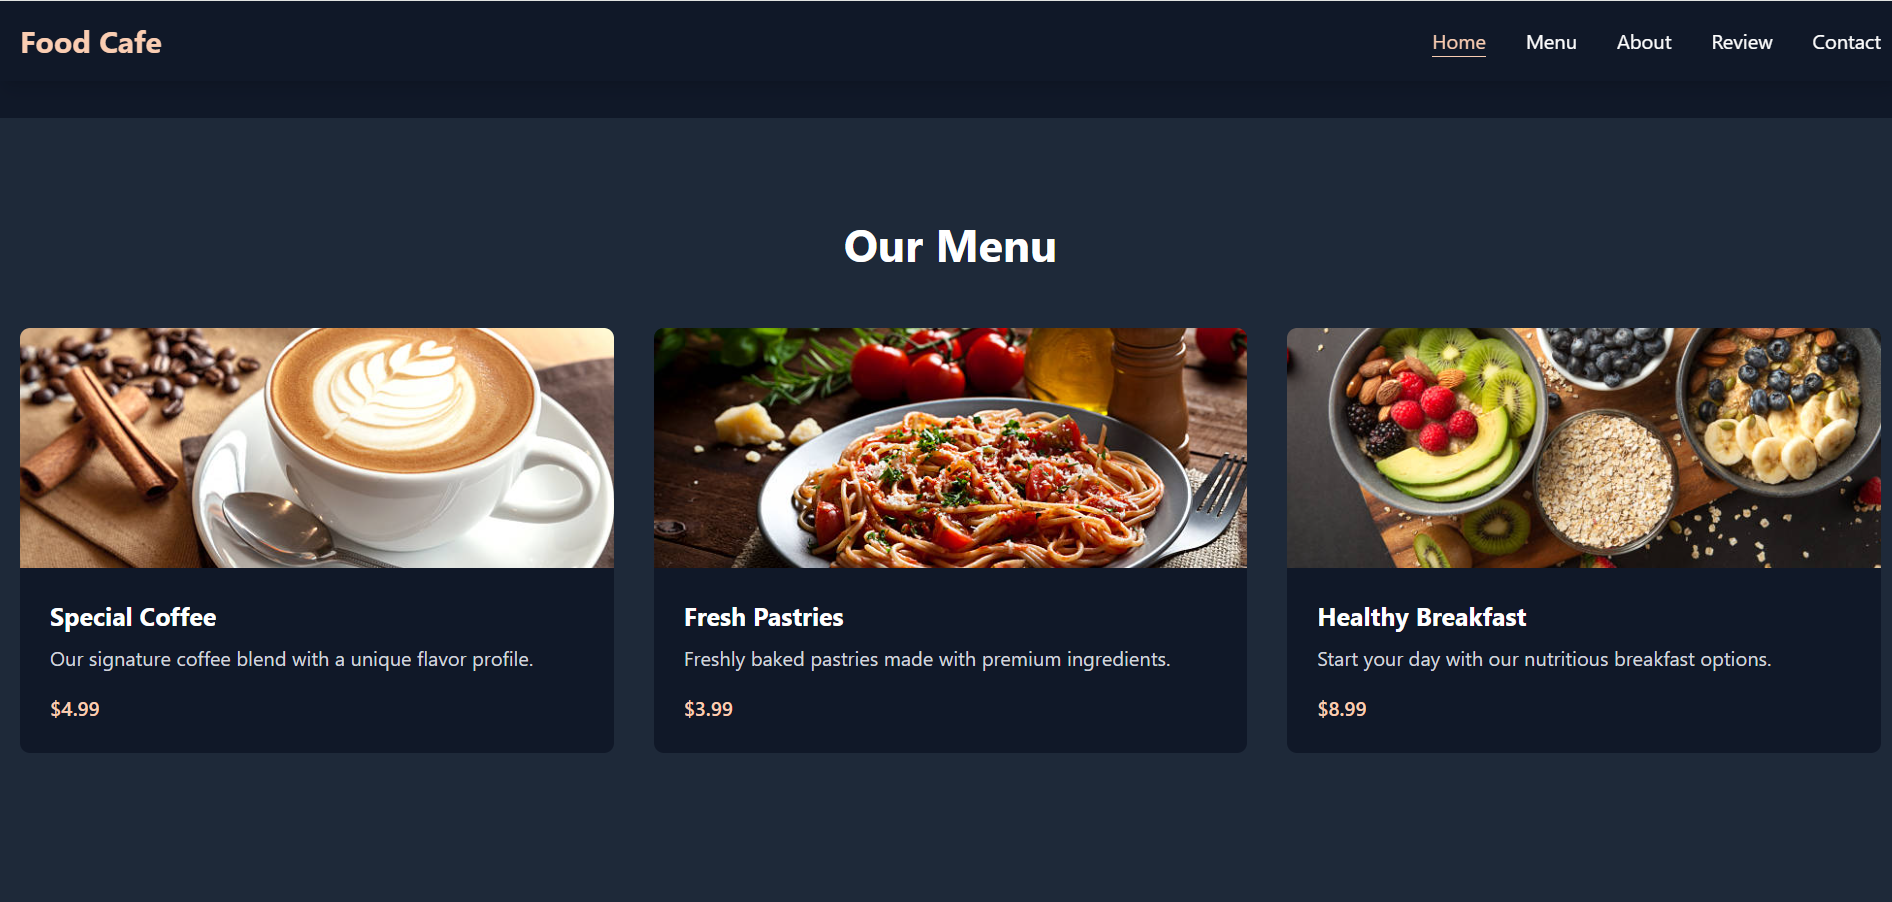 Food Cafe
Home Menu About Review Contact
Our Menu
Special Coffee
Our signature coffee blend with a unique flavor profile.
$4.99
Fresh Pastries
Freshly baked pastries made with premium ingredients.
$3.99
Healthy Breakfast
Start your day with our nutritious breakfast options.
$8.99